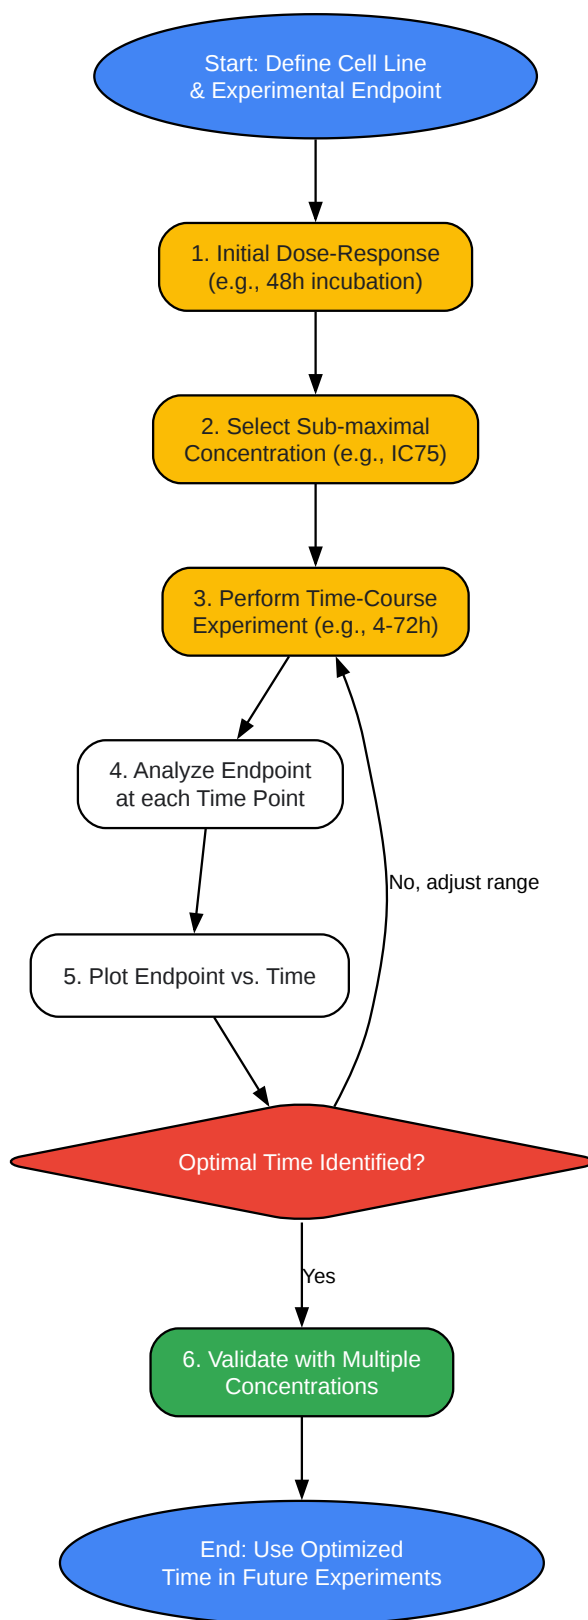 Start: Define Cell Line
& Experimental Endpoint
1. Initial Dose-Response
(e.g., 48h incubation)
2. Select Sub-maximal
Concentration (e.g., IC75)
3. Perform Time-Course
Experiment (e.g., 4-72h)
4. Analyze Endpoint
at each Time Point
No, adjust range
5. Plot Endpoint vs. Time
Optimal Time Identified?
Yes
6. Validate with Multiple
Concentrations
End: Use Optimized
Time in Future Experiments